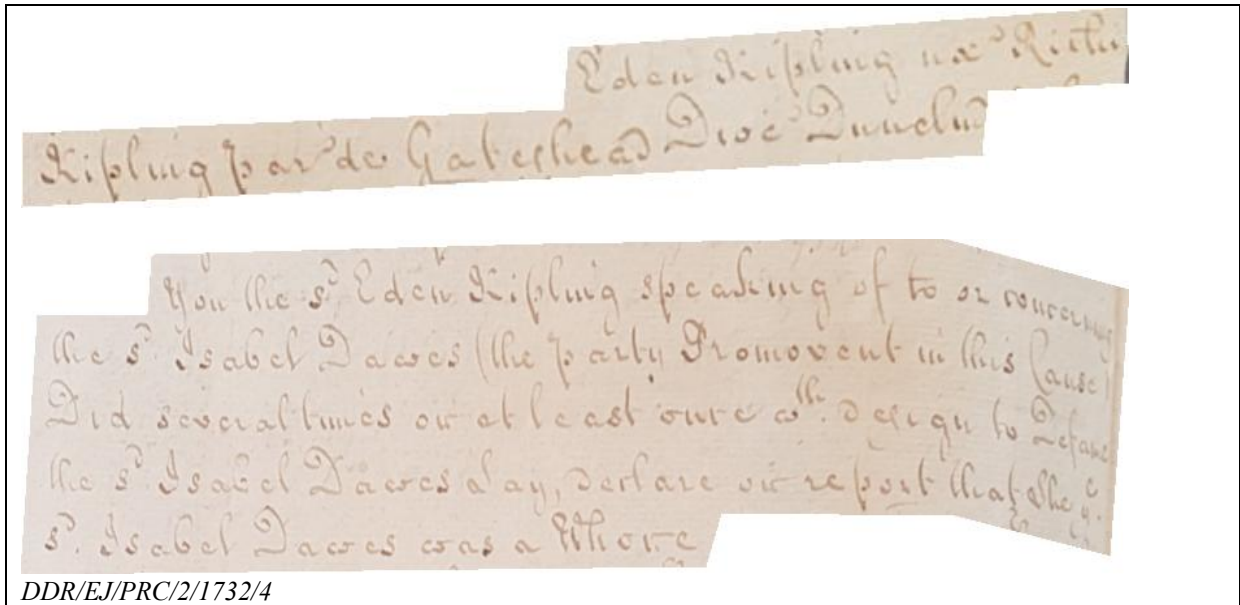 Eden Kipling ux' Richi
Kipling par' de Gateshead Dioc' Dunelm
You the sd Eden Kipling speaking of to or concerning
the sd. Isabel Dawes (the party Promovent in this Cause)
Did several times or at least once wth. design to Defame
the sd Isabel Dawes say, declare or report that She ye
sd. Isabel Dawes was a Whore
DDR/EJ/PRC/2/1732/4